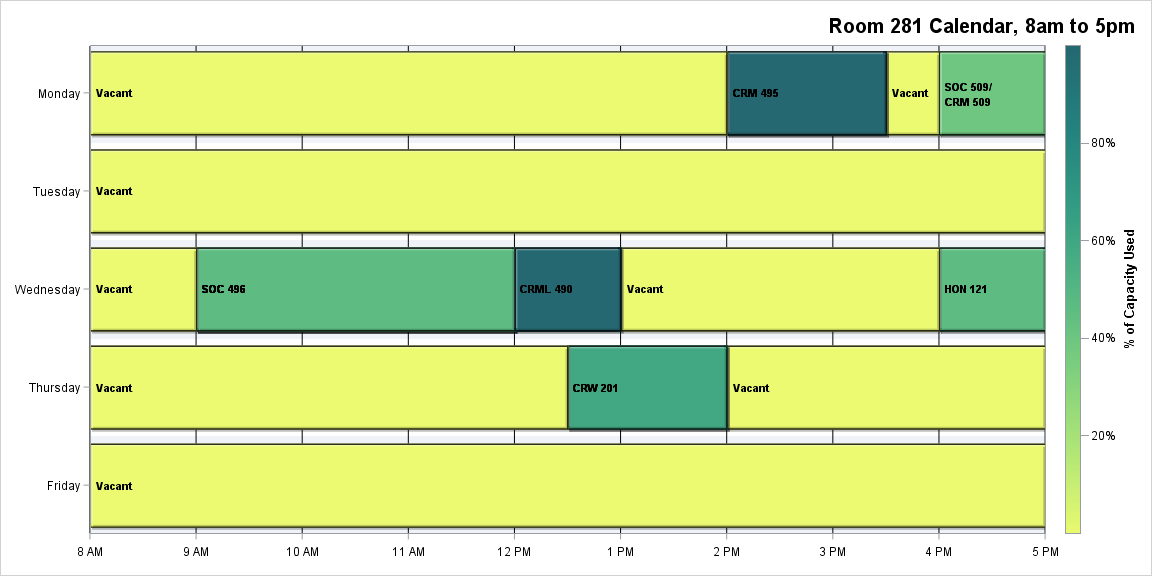 Room 281 Calendar, 8am to 5pm
Monday
Vacant
CRM 495
Vacant
SOC 509/
CRM 509
Tuesday
Vacant
Wednesday
Vacant
SOC 496
CRML 490
Vacant
HON 121
Thursday
Vacant
CRW 201
Vacant
Friday
Vacant
8 AM
9 AM
10 AM
11 AM
12 PM
1 PM
2 PM
3 PM
4 PM
5 PM
80%
60%
40%
20%
% of Capacity Used